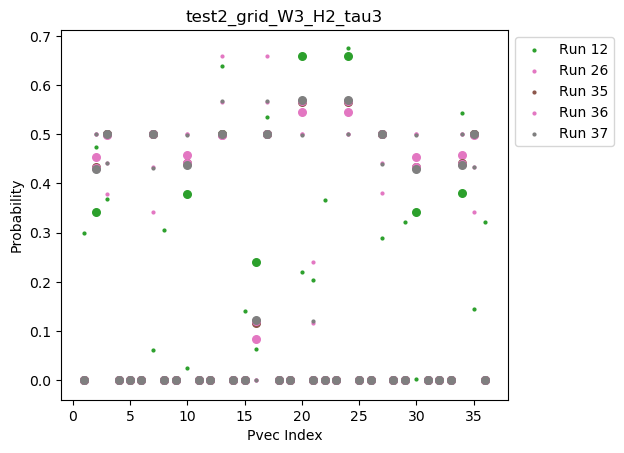 test2_grid_W3_H2_tau3
Probability
0.7
0.6
0.5
0.4
0.3
0.2
0.1
0.0
0 5 10 15 20 25 30 35
Pvec Index
Run 12
Run 26
Run 35
Run 36
Run 37